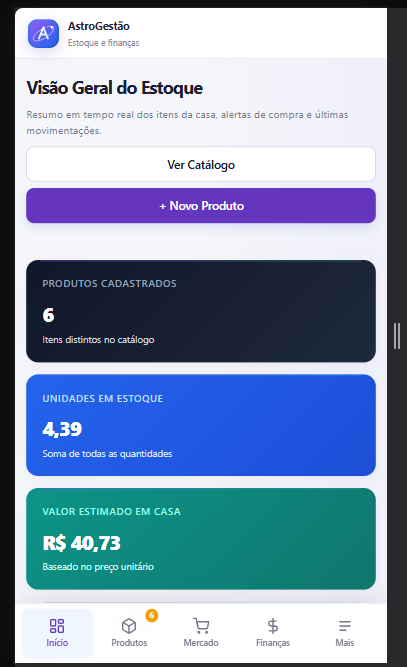 AstroGestão
Estoque e finanças
Visão Geral do Estoque
Resumo em tempo real dos itens da casa, alertas de compra e últimas
movimentações.
Ver Catálogo
+ Novo Produto
PRODUTOS CADASTRADOS
6
Itens distintos no catálogo
UNIDADES EM ESTOQUE
4,39
Soma de todas as quantidades
VALOR ESTIMADO EM CASA
R$ 40,73
Baseado no preço unitário
6
Início
Produtos
Mercado
Finanças
Mais